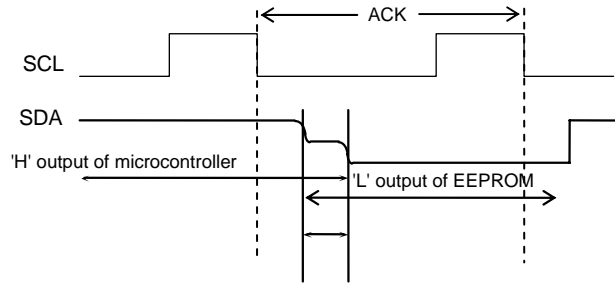 ACK
SCL
SDA
'H' output of microcontroller
'L' output of EEPROM